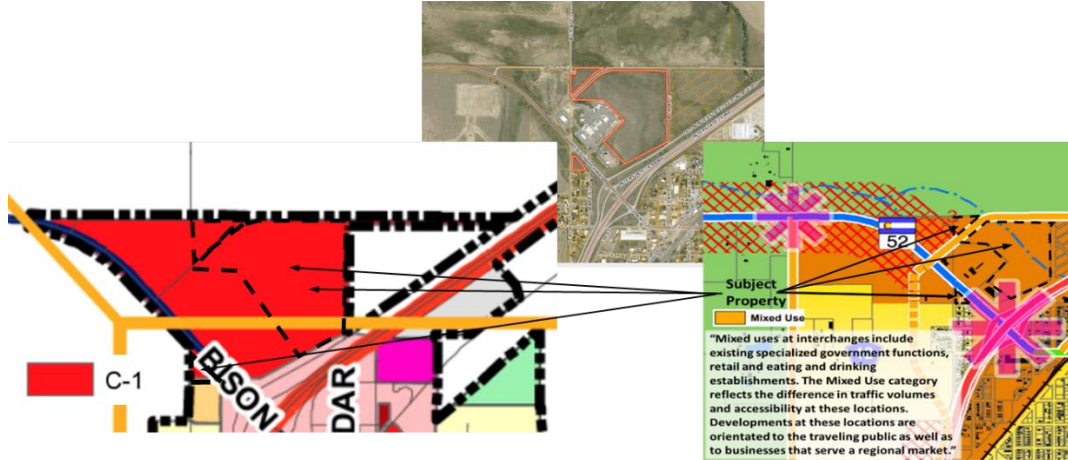 C-1
BISON
DAR
52
Subject
Property
Mixed Use
“Mixed uses at interchanges include
existing specialized government functions,
retail and eating and drinking
establishments. The Mixed Use category
reflects the difference in traffic volumes
and accessibility at these locations.
Developments at these locations are
orientated to the traveling public as well as
to businesses that serve a regional market.”